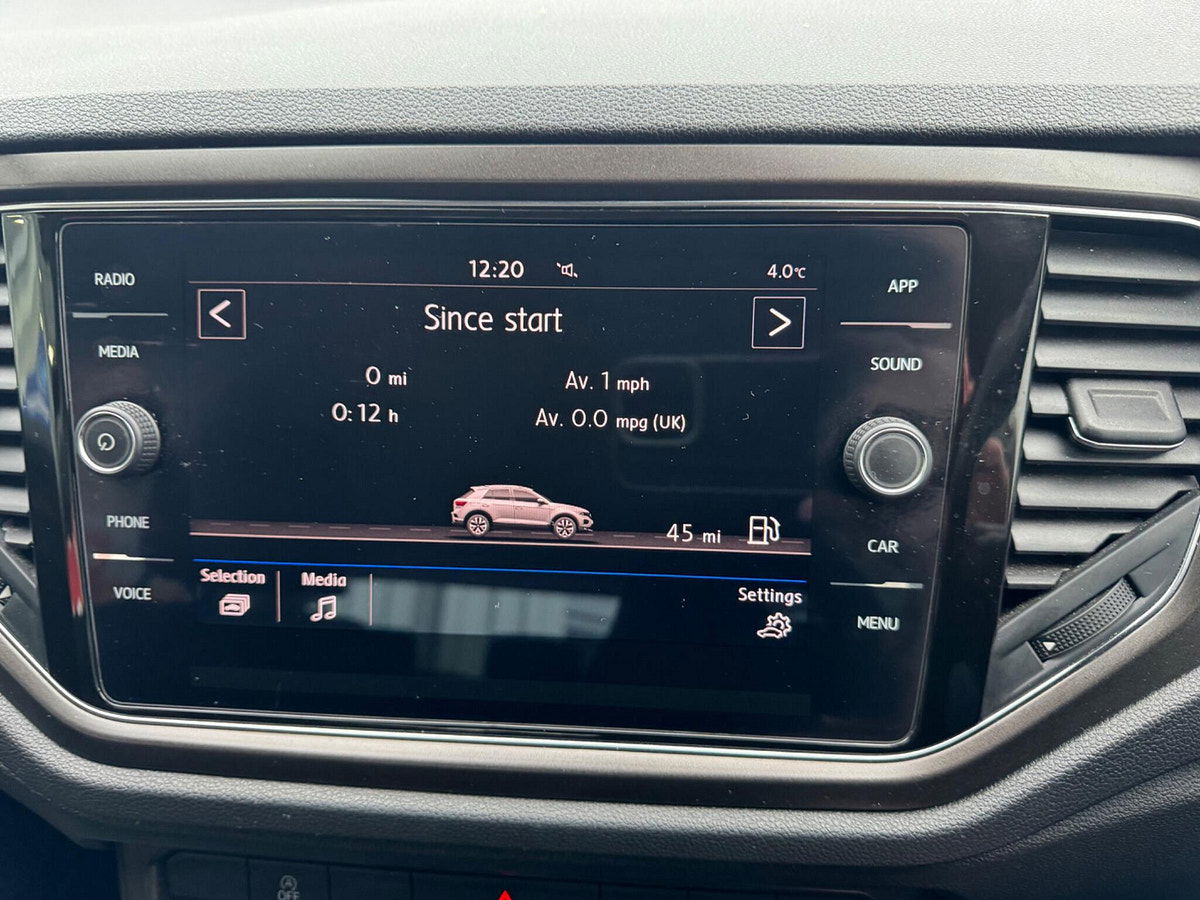 12:20
4.0°C
RADIO
APP
Since start
MEDIA
SOUND
0 mi
Av. 1 mph
0:12 h
Av. 0.0 mpg (UK)
PHONE
45 mi
CAR
VOICE
Selection
Media
Settings
MENU
OFF